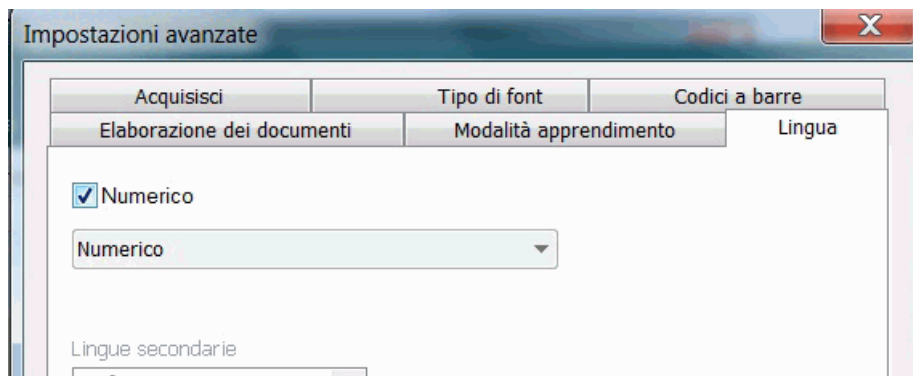 Impostazioni avanzate
Acquisisci Tipo di font Codici a barre
Elaborazione dei documenti Modalità apprendimento Lingua
Numerico
Numerico
Lingue secondarie